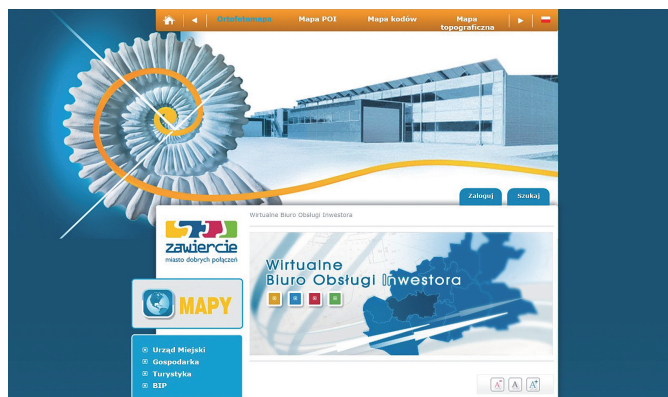 Ortofotomapa
Mapa POI
Mapa kodów
Mapa
topograficzna
Zaloguj
Szukaj
Wirtualne Biuro Obsługi Inwestora
zawiercie
miasto dobrych połączeń
Wirtualne
Biuro Obsługi Inwestora
MAPY
Urząd Miejski
Gospodarka
Turystyka
BIP
A- A A+